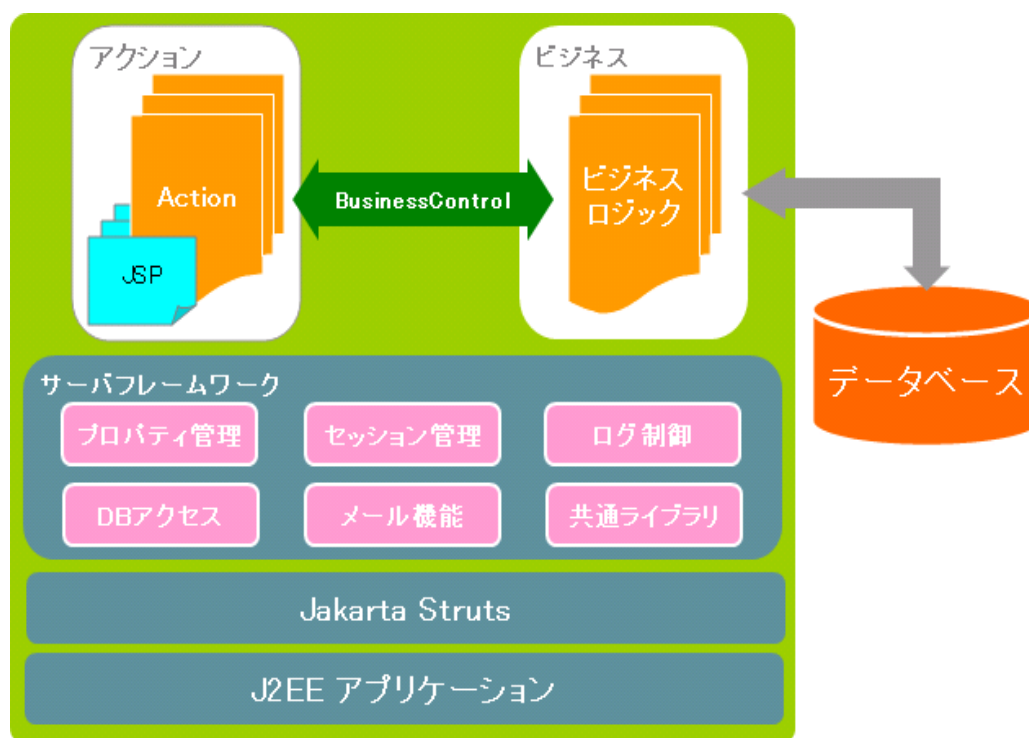 アクション
ビジネス
Action
JSP
BusinessControl
ビジネス
ロジック
データベース
サーバフレームワーク
プロパティ管理
セッション管理
ログ制御
DBアクセス
メール機能
共通ライブラリ
Jakarta Struts
J2EE アプリケーション